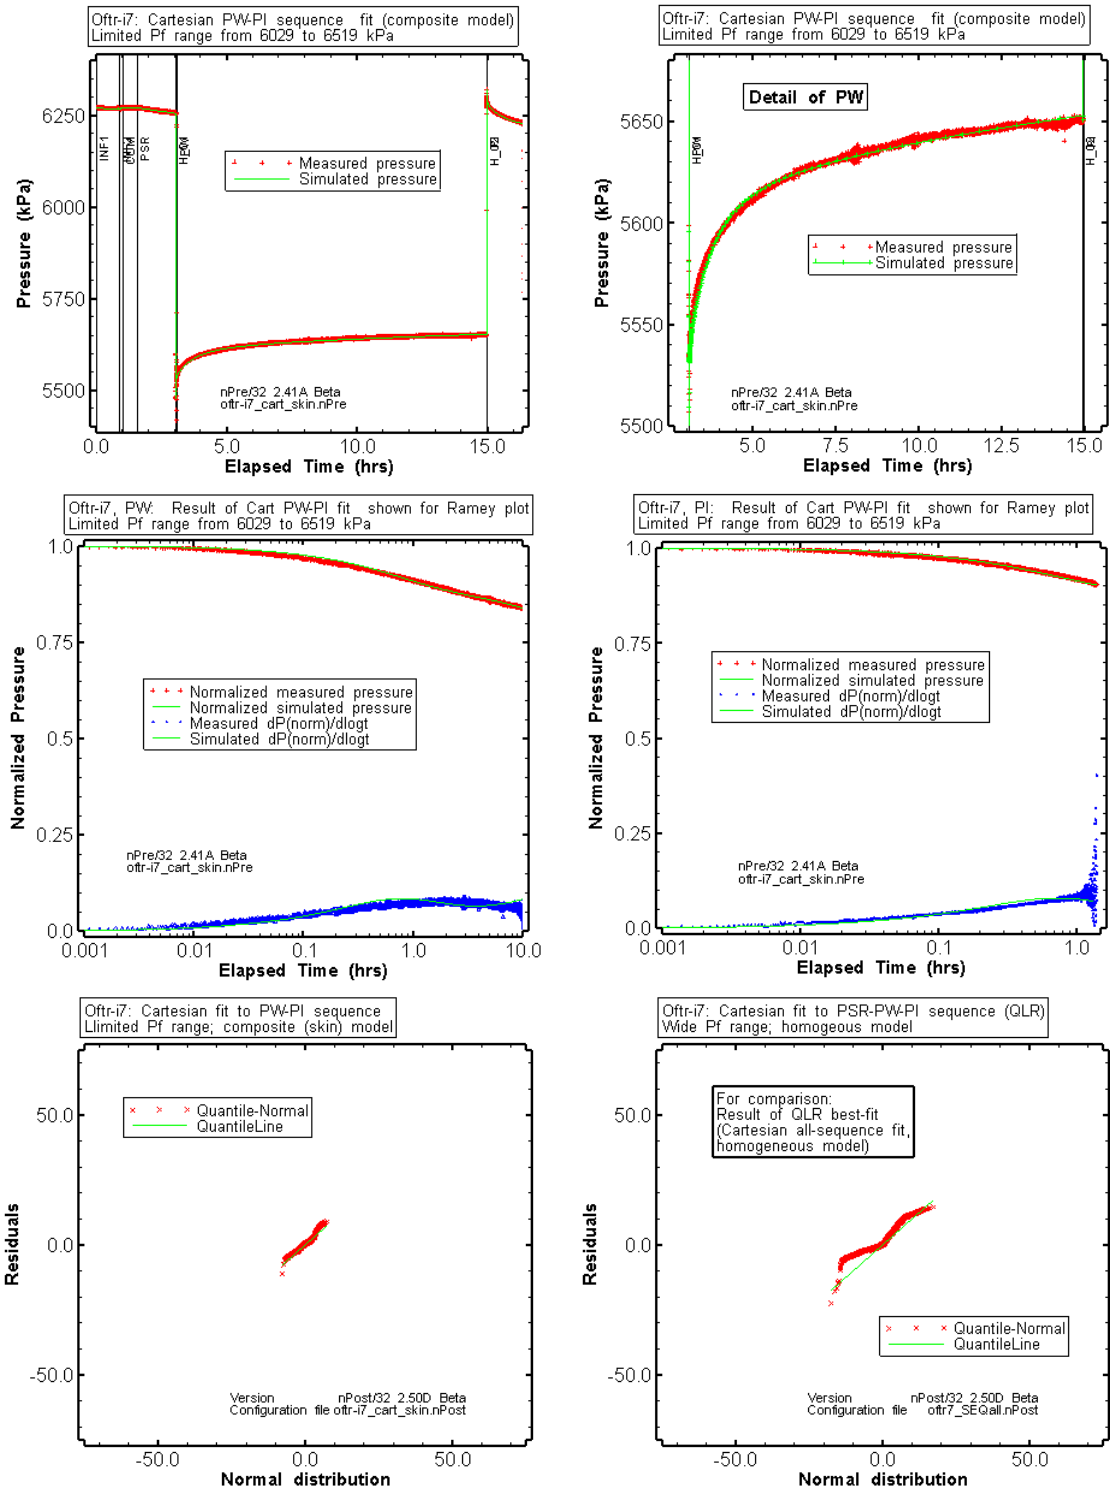 Oftr-i7: Cartesian PW-PI sequence fit (composite model)
Limited Pf range from 6029 to 6519 kPa
6250
6000
5750
5500
Pressure (kPa)
INF1
COM
PSR
Measured pressure
Simulated pressure
nPre/32 2.41A Beta
oftr-i7_cart_skin.nPre
0.0
5.0
10.0
15.0
Elapsed Time (hrs)
Oftr-i7: Cartesian PW-PI sequence fit (composite model)
Limited Pf range from 6029 to 6519 kPa
Detail of PW
5650
5600
5550
5500
Pressure (kPa)
Measured pressure
Simulated pressure
nPre/32 2.41A Beta
oftr-i7_cart_skin.nPre
5.0
7.5
10.0
12.5
15.0
Elapsed Time (hrs)
Oftr-i7, PW: Result of Cart PW-PI fit shown for Ramey plot
Limited Pf range from 6029 to 6519 kPa
1.0
0.75
0.5
0.25
0.0
Normalized Pressure
Normalized measured pressure
Normalized simulated pressure
Measured dP(norm)/dlogt
Simulated dP(norm)/dlogt
nPre/32 2.41A Beta
oftr-i7_cart_skin.nPre
0.001
0.01
0.1
1.0
10.0
Elapsed Time (hrs)
Oftr-i7, PI: Result of Cart PW-PI fit shown for Ramey plot
Limited Pf range from 6029 to 6519 kPa
1.0
0.75
0.5
0.25
0.0
Normalized Pressure
Normalized measured pressure
Normalized simulated pressure
Measured dP(norm)/dlogt
Simulated dP(norm)/dlogt
nPre/32 2.41A Beta
oftr-i7_cart_skin.nPre
0.001
0.01
0.1
1.0
Elapsed Time (hrs)
Oftr-i7: Cartesian fit to PW-PI sequence
Llimited Pf range; composite (skin) model
50.0
0.0
-50.0
Residuals
Quantile-Normal
QuantileLine
Version nPost/32 2.50D Beta
Configuration file oftr-i7_cart_skin.nPost
-50.0
0.0
50.0
Normal distribution
Oftr-i7: Cartesian fit to PSR-PW-PI sequence (QLR)
Wide Pf range; homogeous model
For comparison:
Result of QLR best-fit
(Cartesian all-sequence fit,
homogeneous model)
50.0
0.0
-50.0
Residuals
Quantile-Normal
QuantileLine
Version nPost/32 2.50D Beta
Configuration file oftr7_SEQall.nPost
-50.0
0.0
50.0
Normal distribution